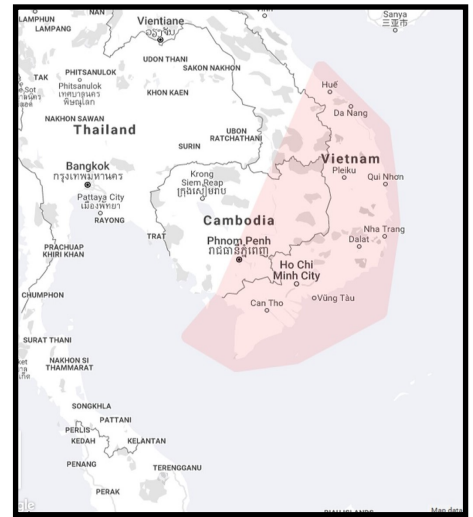 NAN
Vientiane
ວຽງຈັນ
Sanya
三亚市
LAMPHUN
LAMPANG
UDON THANI
SAKON NAKHON
TAK
PHITSANULOK
Phitsanulok
เทศบาลนคร
พิษณุโลก
KHON KAEN
Huế
Da Nang
NAKHON SAWAN
Thailand
UBON
RATCHATHANI
SURIN
Vietnam
Pleiku
Qui Nhơn
Bangkok
กรุงเทพมหานคร
Krong
Siem Reap
ក្រុងសៀមរាប
Pattaya City
เมืองพัทยา
RAYONG
Cambodia
TRAT
Nha Trang
Dalat
Phnom Penh
រាជធានីភ្នំពេញ
PRACHUAP
KHIRI KHAN
Ho Chi
Minh City
CHUMPHON
Can Tho
Vũng Tàu
SURAT THANI
NAKHON SI
THAMMARAT
SONGKHLA
PATTANI
PERLIS
KEDAH
KELANTAN
PENANG
TERENGGANU
PERAK
Map data